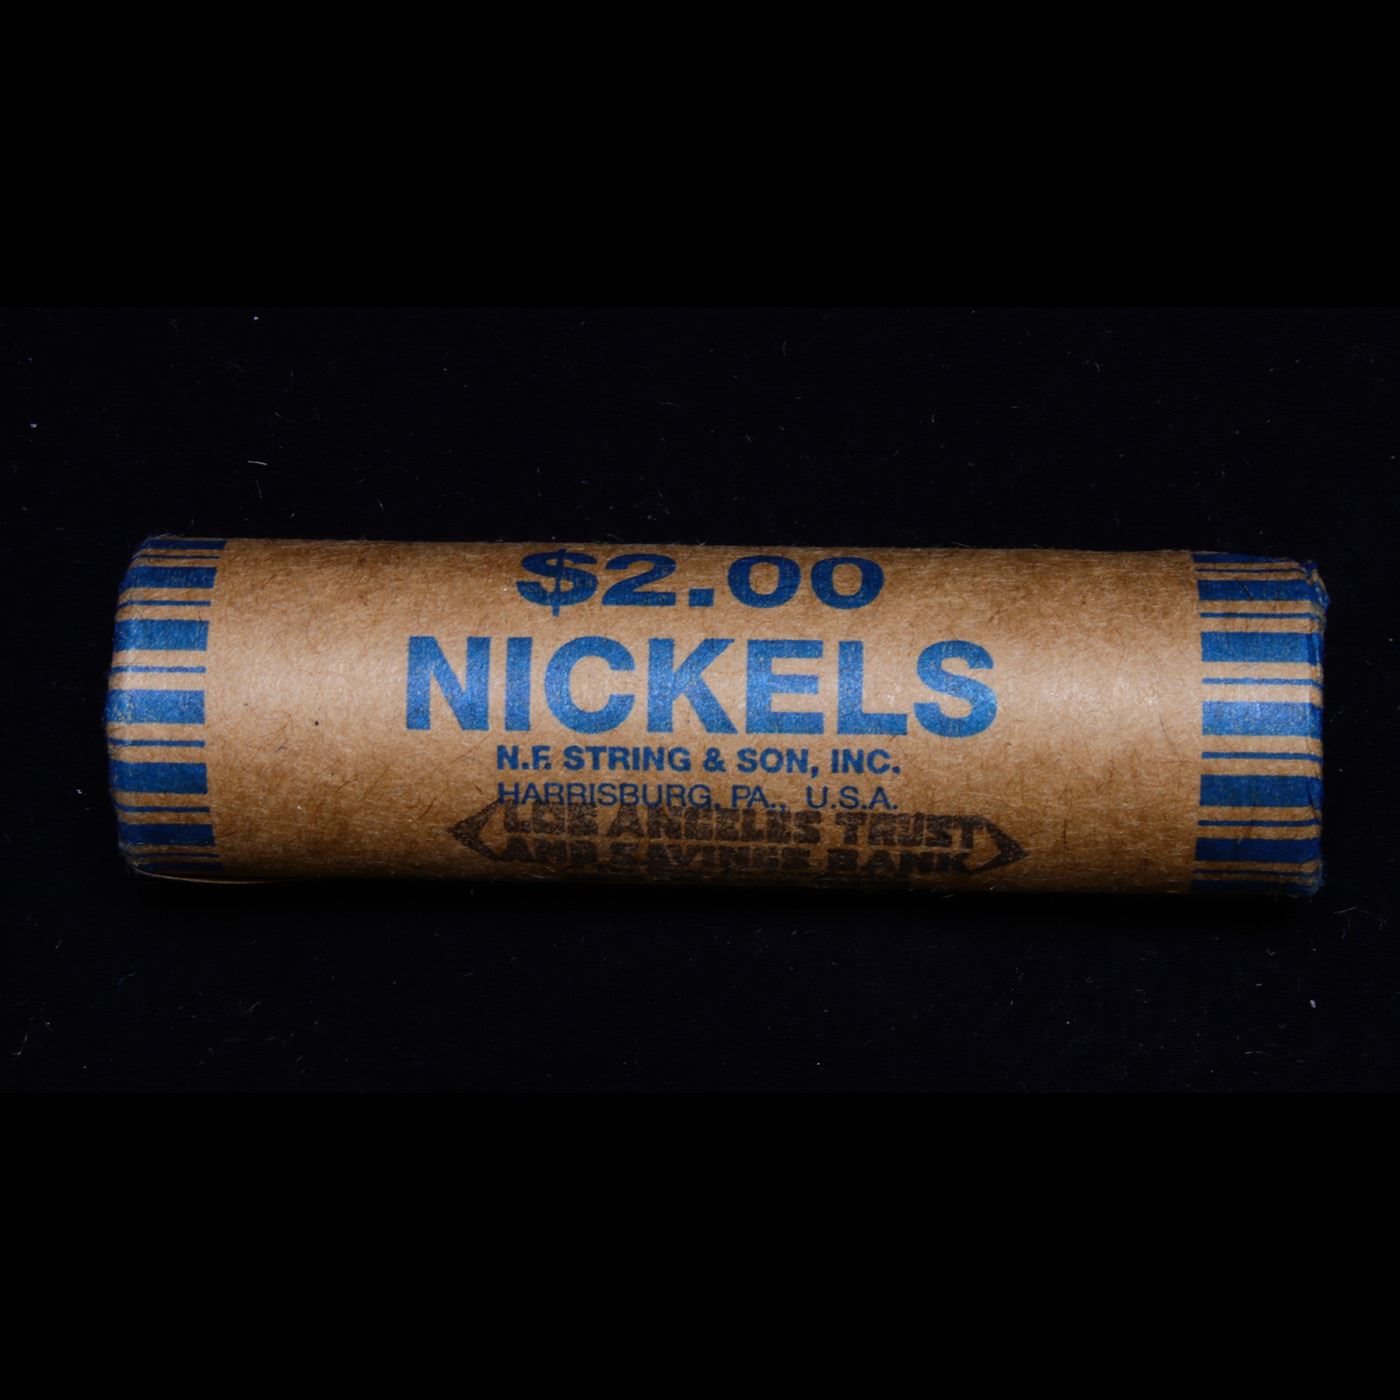 $2.00
NICKELS
N.F. STRING & SON, INC.
HARRISBURG, PA., U.S.A.
LOS ANGELES TRUST
AND SAVINGS BANK